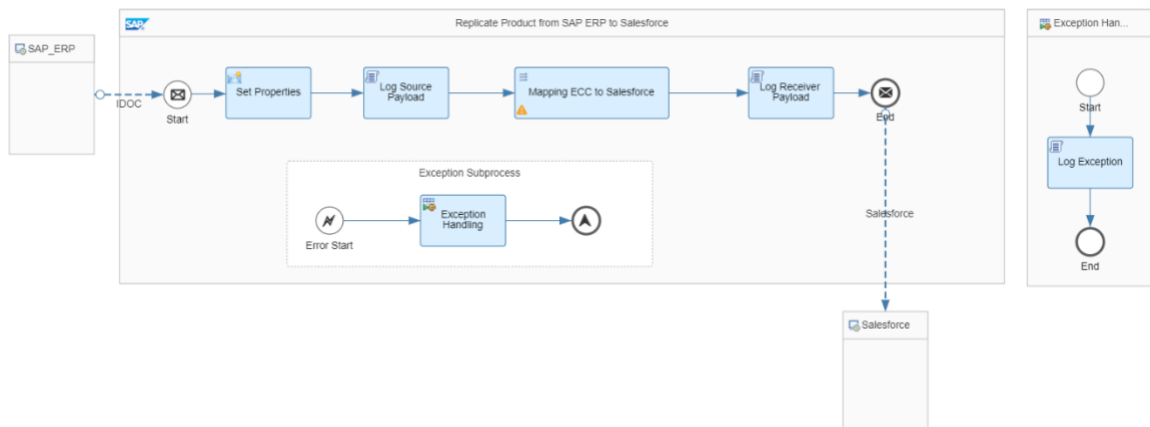 SAP
Replicate Product from SAP ERP to Salesforce
Exception Han...
SAP_ERP
IDOC
Start
Set Properties
Log Source
Payload
Mapping ECC to Salesforce
Log Receiver
Payload
End
Start
Log Exception
End
Exception Subprocess
Error Start
Exception
Handling
Salesforce
Salesforce